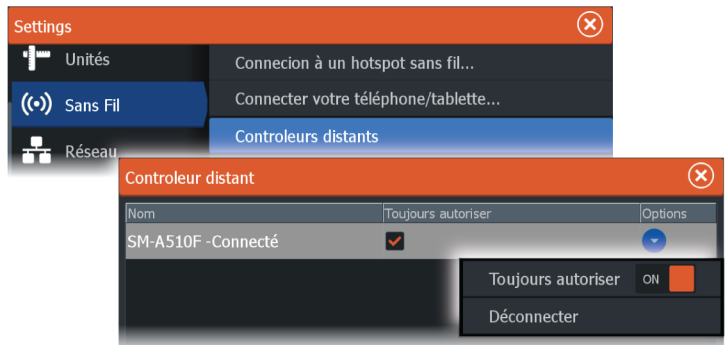 Settings
Unités
Connecion à un hotspot sans fil...
Sans Fil
Connecter votre téléphone/tablette...
Controleurs distants
Réseau
Controleur distant
Nom Toujours autoriser Options
SM-A510F -Connecté
Toujours autoriser ON
Déconnecter